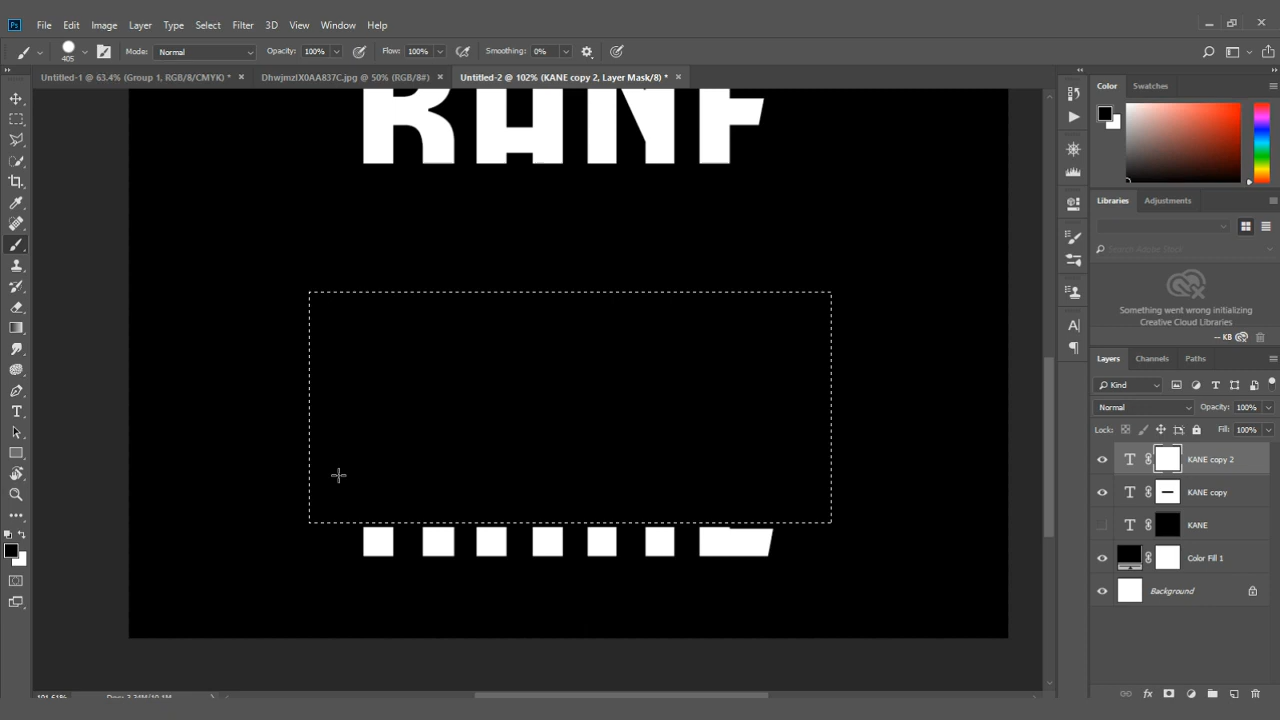 Ps File Edit Image Layer Type Select Filter 3D View Window Help
405 Mode: Normal Opacity: 100% Flow: 100% Smoothing: 0%
Untitled-1 @ 63.4% (Group 1, RGB/8/CMYK) * DhwjmzIX0AA837C.jpg @ 50% (RGB/8#) Untitled-2 @ 102% (KANE copy 2, Layer Mask/8) *
KANE
Color Swatches
Libraries Adjustments
Search Adobe Stock
Something went wrong initializing
Creative Cloud Libraries
-- KB
Layers Channels Paths
Kind
Normal Opacity: 100%
Lock: Fill: 100%
KANE copy 2
KANE copy
KANE
Color Fill 1
Background